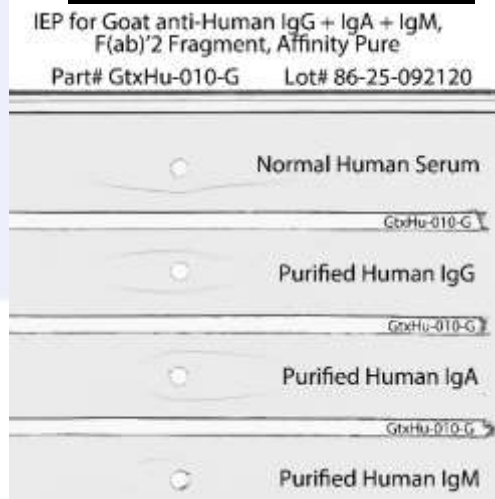 IEP for Goat anti-Human IgG + IgA + IgM,
F(ab)'2 Fragment, Affinity Pure
Part# GtxHu-010-G Lot# 86-25-092120
Normal Human Serum
GtxHu-010-G
Purified Human IgG
GtxHu-010-G
Purified Human IgA
GtxHu-010-G
Purified Human IgM